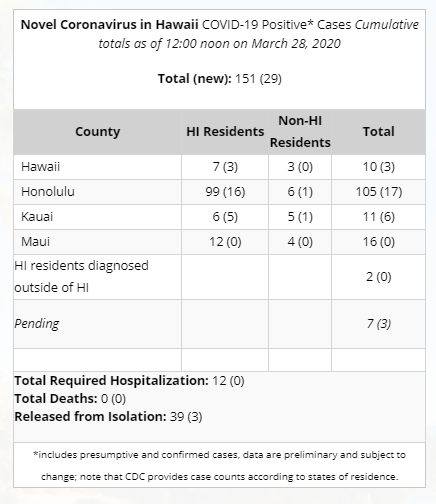 Novel Coronavirus in Hawaii COVID-19 Positive* Cases Cumulative
totals as of 12:00 noon on March 28, 2020
Total (new): 151 (29)
County HI Residents Non-HI Residents Total
Hawaii 7 (3) 3 (0) 10 (3)
Honolulu 99 (16) 6 (1) 105 (17)
Kauai 6 (5) 5 (1) 11 (6)
Maui 12 (0) 4 (0) 16 (0)
HI residents diagnosed
outside of HI 2 (0)
Pending 7 (3)
Total Required Hospitalization: 12 (0)
Total Deaths: 0 (0)
Released from Isolation: 39 (3)
*includes presumptive and confirmed cases, data are preliminary and subject to
change; note that CDC provides case counts according to states of residence.